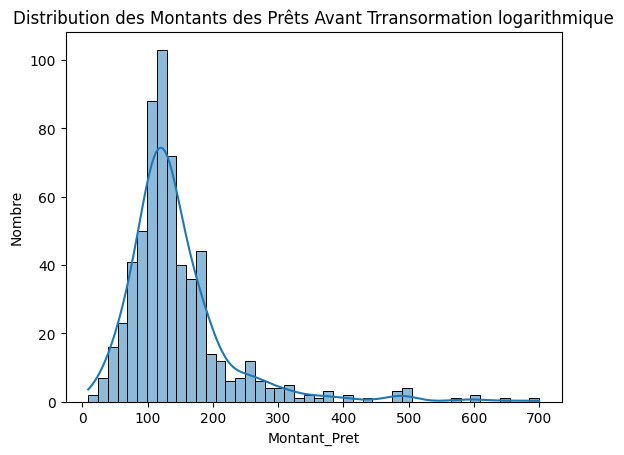 Distribution des Montants des Prêts Avant Trransormation logarithmique
100
80
60
40
20
0
Nombre
0 100 200 300 400 500 600 700
Montant_Pret